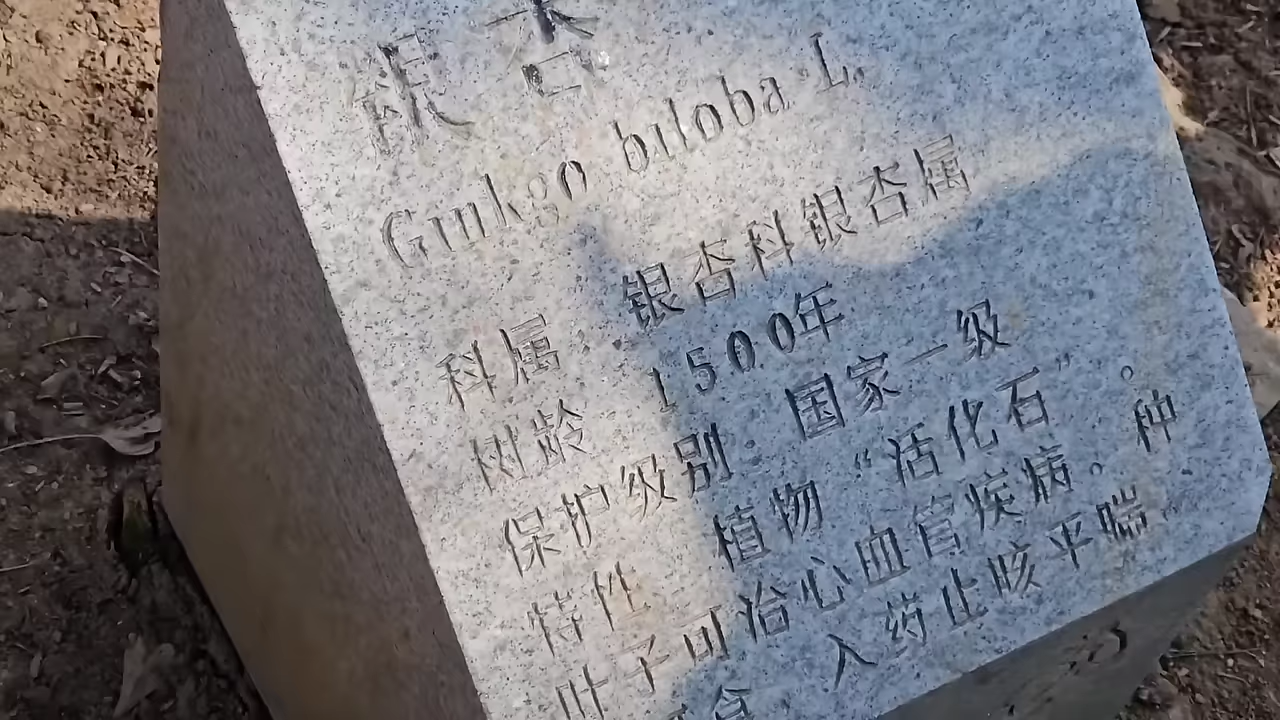 银杏
Ginkgo biloba L.
科属: 银杏科银杏属
树龄: 1500年
保护级别: 国家一级
特性: 植物“活化石”。
叶子可治心血管疾病。种
可食 入药止咳平喘